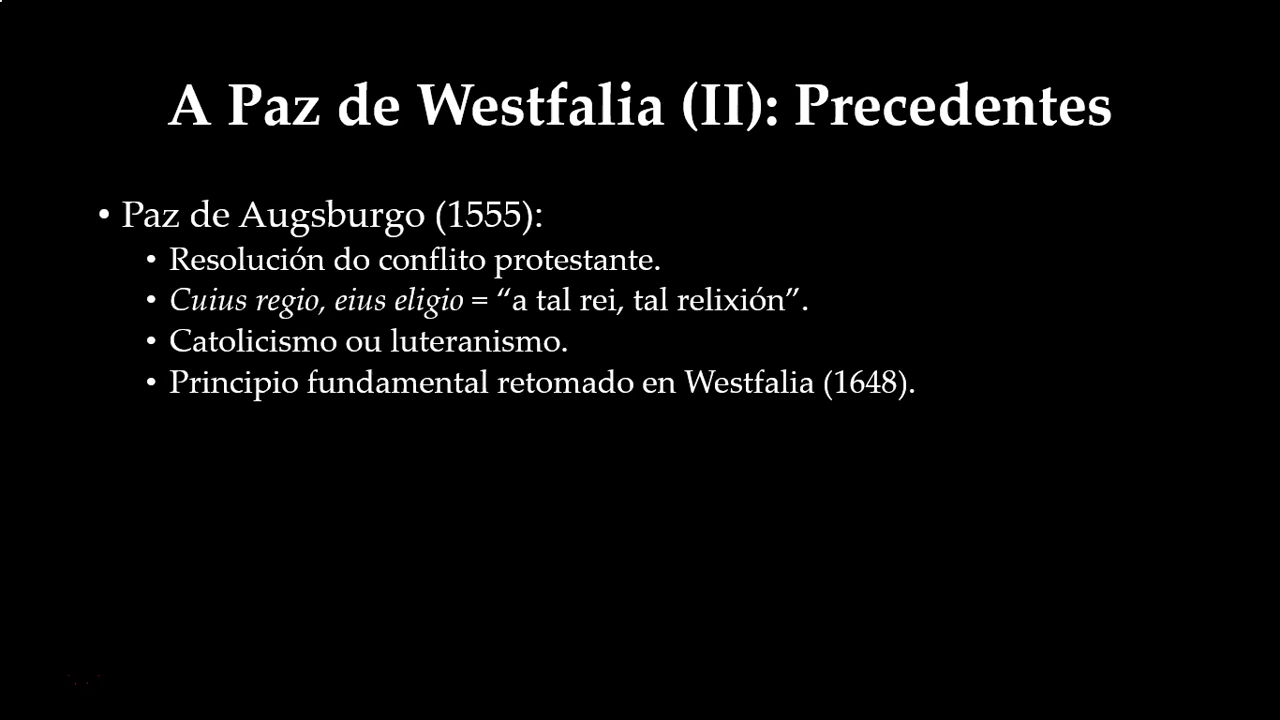 A Paz de Westfalia (II): Precedentes
• Paz de Augsburgo (1555):
• Resolución do conflito protestante.
• Cuius regio, eius eligio = “a tal rei, tal relixión”.
• Catolicismo ou luteranismo.
• Principio fundamental retomado en Westfalia (1648).